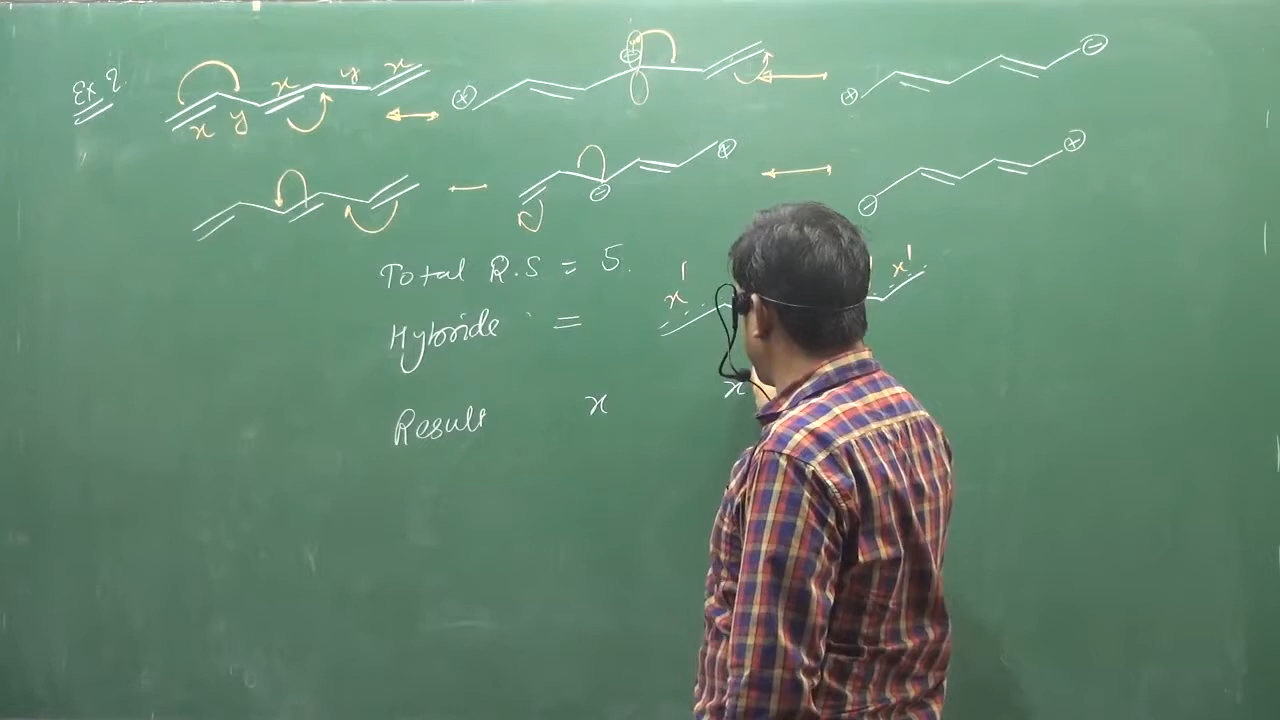 Ex 2.
x y x y x
⊕ ⊖ ⊕ ⊖
⊖ ⊕ ⊖ ⊕
Total R.S = 5.
Hybride = x' x'
Result x x